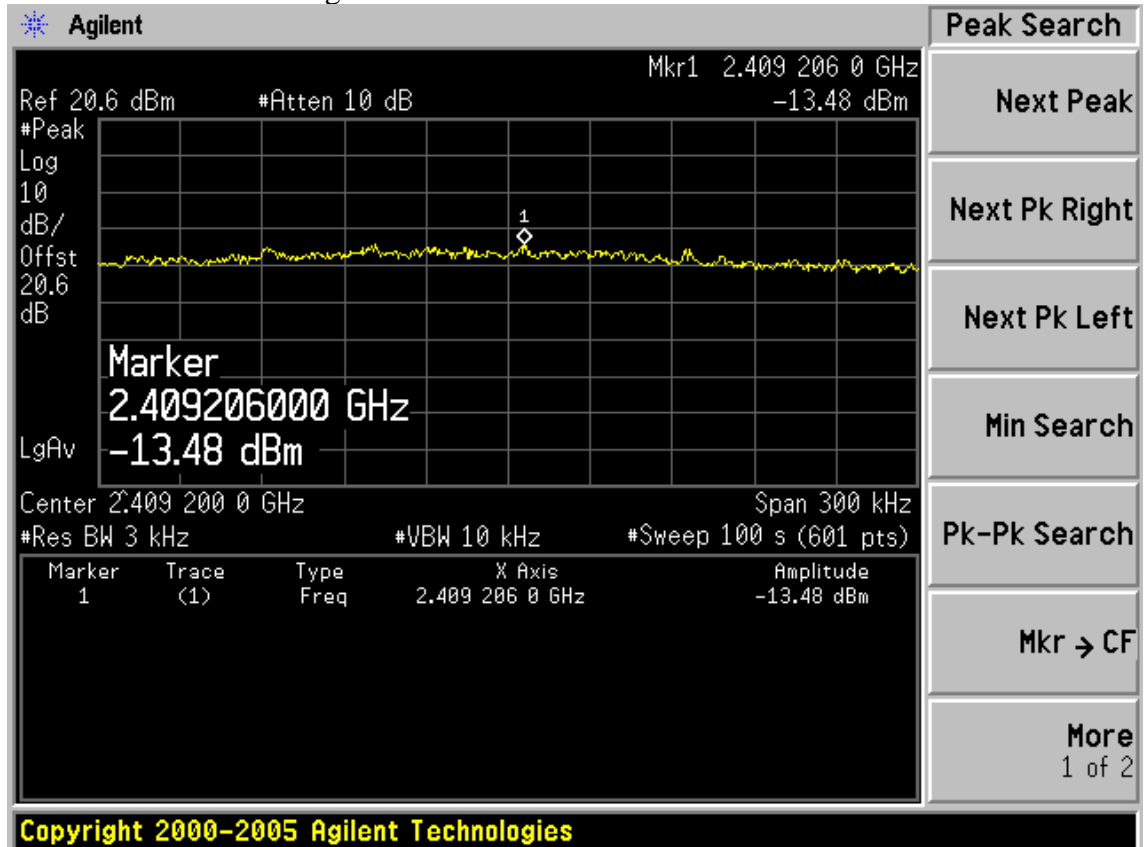 Agilent
Peak Search
Mkr1 2.409 206 0 GHz
Ref 20.6 dBm #Atten 10 dB -13.48 dBm
#Peak
Log
10
dB/
Offst
20.6
dB
1
Marker
2.409206000 GHz
-13.48 dBm
LgAv
Center 2.409 200 0 GHz Span 300 kHz
#Res BW 3 kHz #VBW 10 kHz #Sweep 100 s (601 pts)
Marker Trace Type X Axis Amplitude
1 (1) Freq 2.409 206 0 GHz -13.48 dBm
Next Peak
Next Pk Right
Next Pk Left
Min Search
Pk-Pk Search
Mkr → CF
More
1 of 2
Copyright 2000-2005 Agilent Technologies